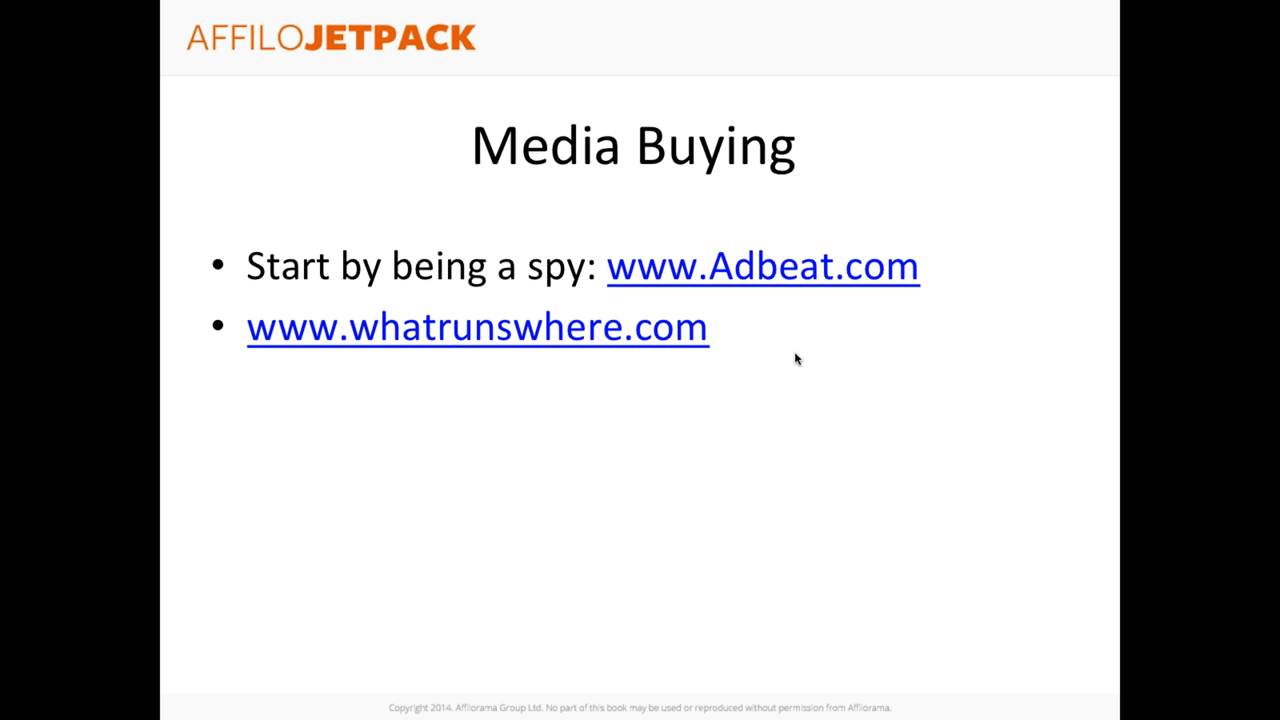 AFFILOJETPACK
Media Buying
• Start by being a spy: www.Adbeat.com
• www.whatrunswhere.com
Copyright 2014. Affilorama Group Ltd. No part of this book may be used or reproduced without permission from Affilorama.